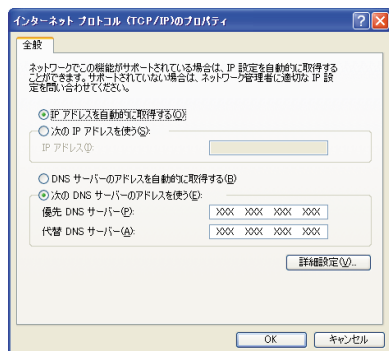 インターネット プロトコル (TCP/IP)のプロパティ
全般
ネットワークでこの機能がサポートされている場合は、IP 設定を自動的に取得する
ことができます。サポートされていない場合は、ネットワーク管理者に適切な IP 設
定を問い合わせてください。
IP アドレスを自動的に取得する(O)
次の IP アドレスを使う(S):
IP アドレス(I):
DNS サーバーのアドレスを自動的に取得する(B)
次の DNS サーバーのアドレスを使う(E):
優先 DNS サーバー(P): XXX XXX XXX XXX
代替 DNS サーバー(A): XXX XXX XXX XXX
詳細設定(V)...
OK キャンセル